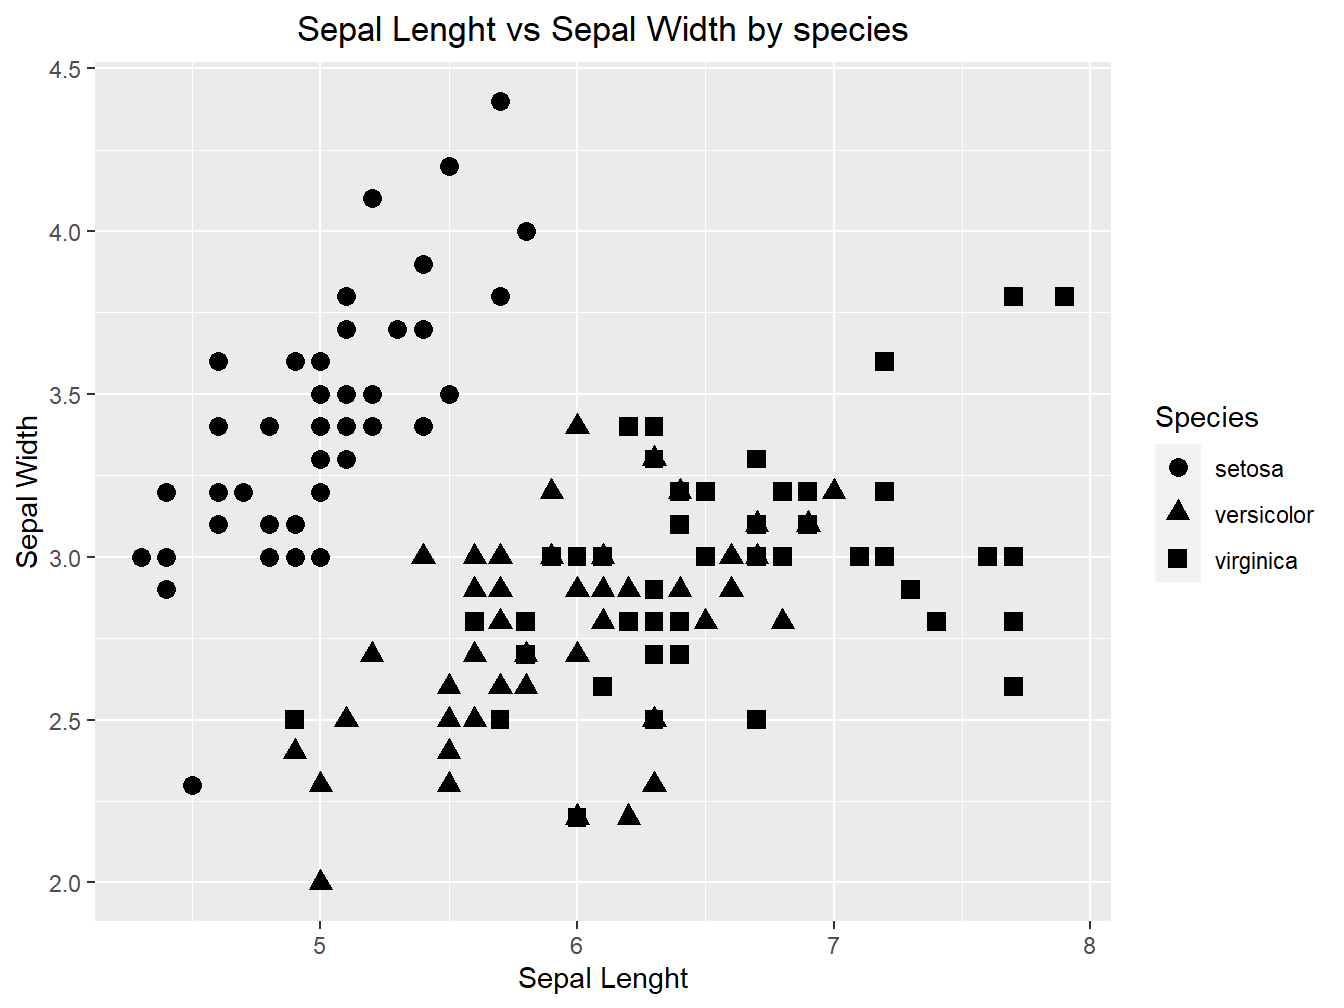 Sepal Lenght vs Sepal Width by species
4.5
4.0
3.5
3.0
2.5
2.0
Sepal Width
5 6 7 8
Sepal Lenght
Species
setosa
versicolor
virginica